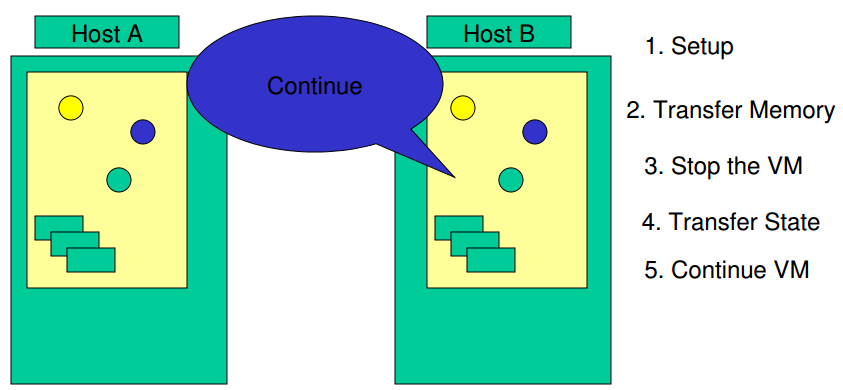 Host A
Continue
Host B
1. Setup
2. Transfer Memory
3. Stop the VM
4. Transfer State
5. Continue VM